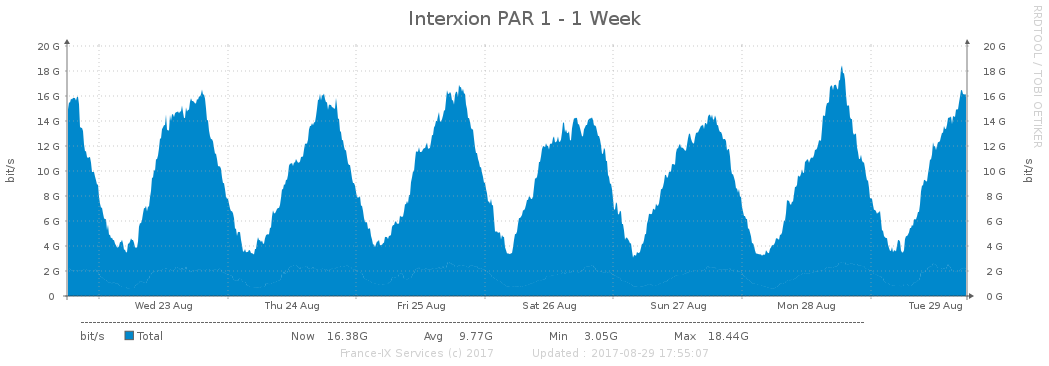 Interxion PAR 1 - 1 Week
RRDTOOL / TOBI OETIKER
20 G 20 G
18 G 18 G
16 G 16 G
14 G 14 G
12 G 12 G
10 G 10 G
8 G 8 G
6 G 6 G
4 G 4 G
2 G 2 G
0 0 G
bit/s
bit/s
Wed 23 Aug Thu 24 Aug Fri 25 Aug Sat 26 Aug Sun 27 Aug Mon 28 Aug Tue 29 Aug
bit/s Total Now 16.38G Avg 9.77G Min 3.05G Max 18.44G
France-IX Services (c) 2017 Updated : 2017-08-29 17:55:07